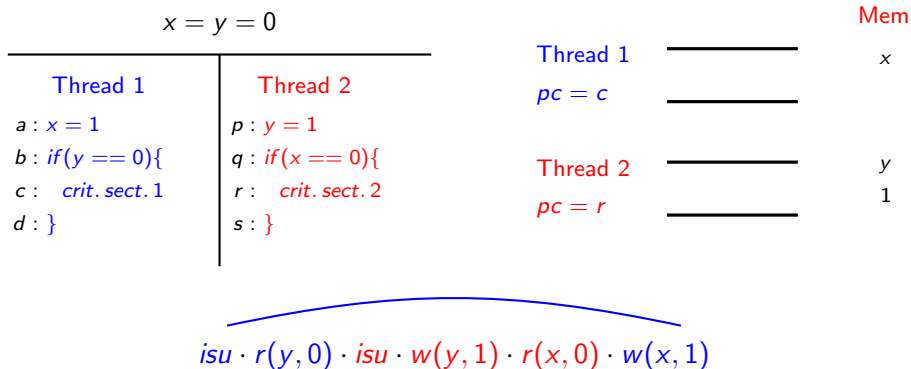 x = y = 0
Thread 1
a : x = 1
b : if(y == 0){
c : crit. sect. 1
d : }
Thread 2
p : y = 1
q : if(x == 0){
r : crit. sect. 2
s : }
Thread 1
pc = c
Thread 2
pc = r
Mem
x
y
1
isu · r(y, 0) · isu · w(y, 1) · r(x, 0) · w(x, 1)